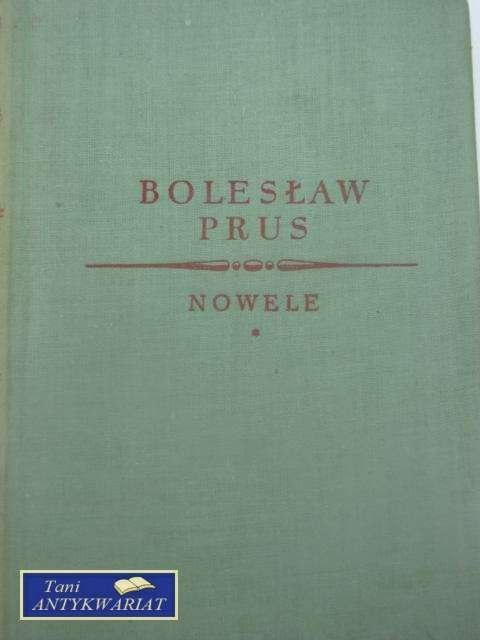 BOLESŁAW
PRUS
NOWELE
*
Tani
ANTYKWARIAT